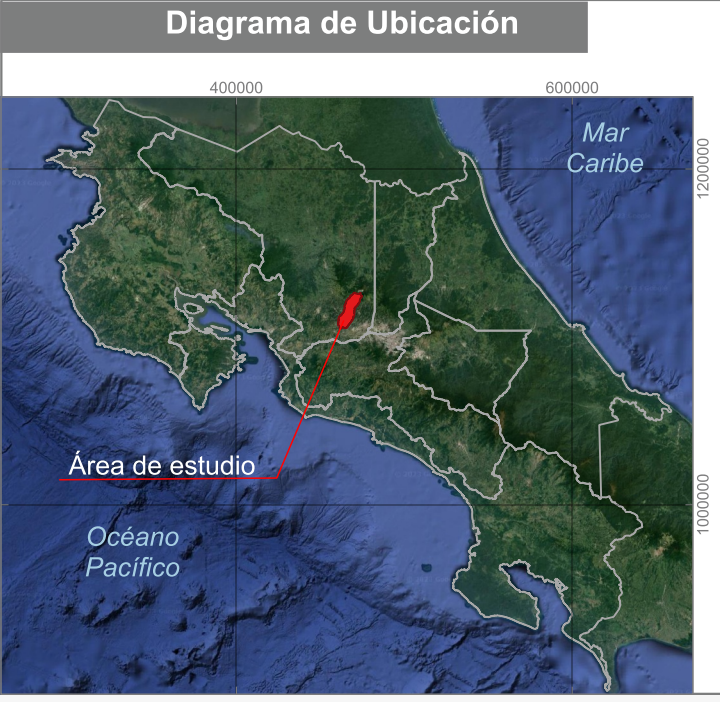 Diagrama de Ubicación
400000
600000
Mar
Caribe
1200000
Área de estudio
1000000
Océano
Pacífico